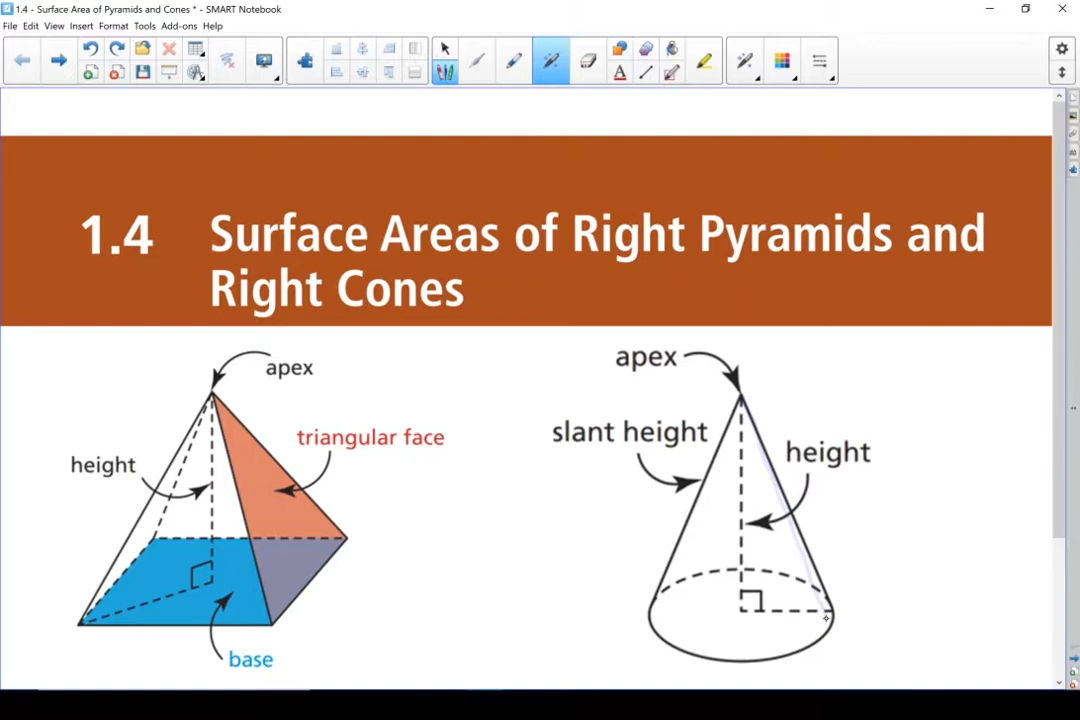 1.4 - Surface Area of Pyramids and Cones * - SMART Notebook
File Edit View Insert Format Tools Add-ons Help
1.4 Surface Areas of Right Pyramids and
Right Cones
apex
triangular face
height
base
apex
slant height
height